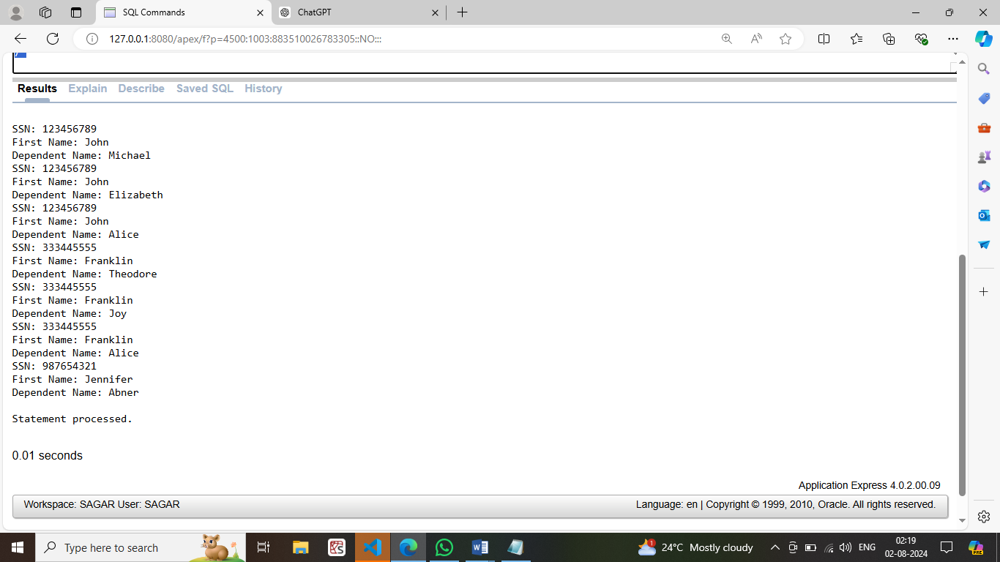 SQL Commands
ChatGPT
127.0.0.1:8080/apex/f?p=4500:1003:883510026783305::NO:::
/
Results Explain Describe Saved SQL History
SSN: 123456789
First Name: John
Dependent Name: Michael
SSN: 123456789
First Name: John
Dependent Name: Elizabeth
SSN: 123456789
First Name: John
Dependent Name: Alice
SSN: 333445555
First Name: Franklin
Dependent Name: Theodore
SSN: 333445555
First Name: Franklin
Dependent Name: Joy
SSN: 333445555
First Name: Franklin
Dependent Name: Alice
SSN: 987654321
First Name: Jennifer
Dependent Name: Abner
Statement processed.
0.01 seconds
Application Express 4.0.2.00.09
Workspace: SAGAR User: SAGAR
Language: en | Copyright © 1999, 2010, Oracle. All rights reserved.
Type here to search
1
24°C Mostly cloudy
ENG
02:19
02-08-2024
PRE